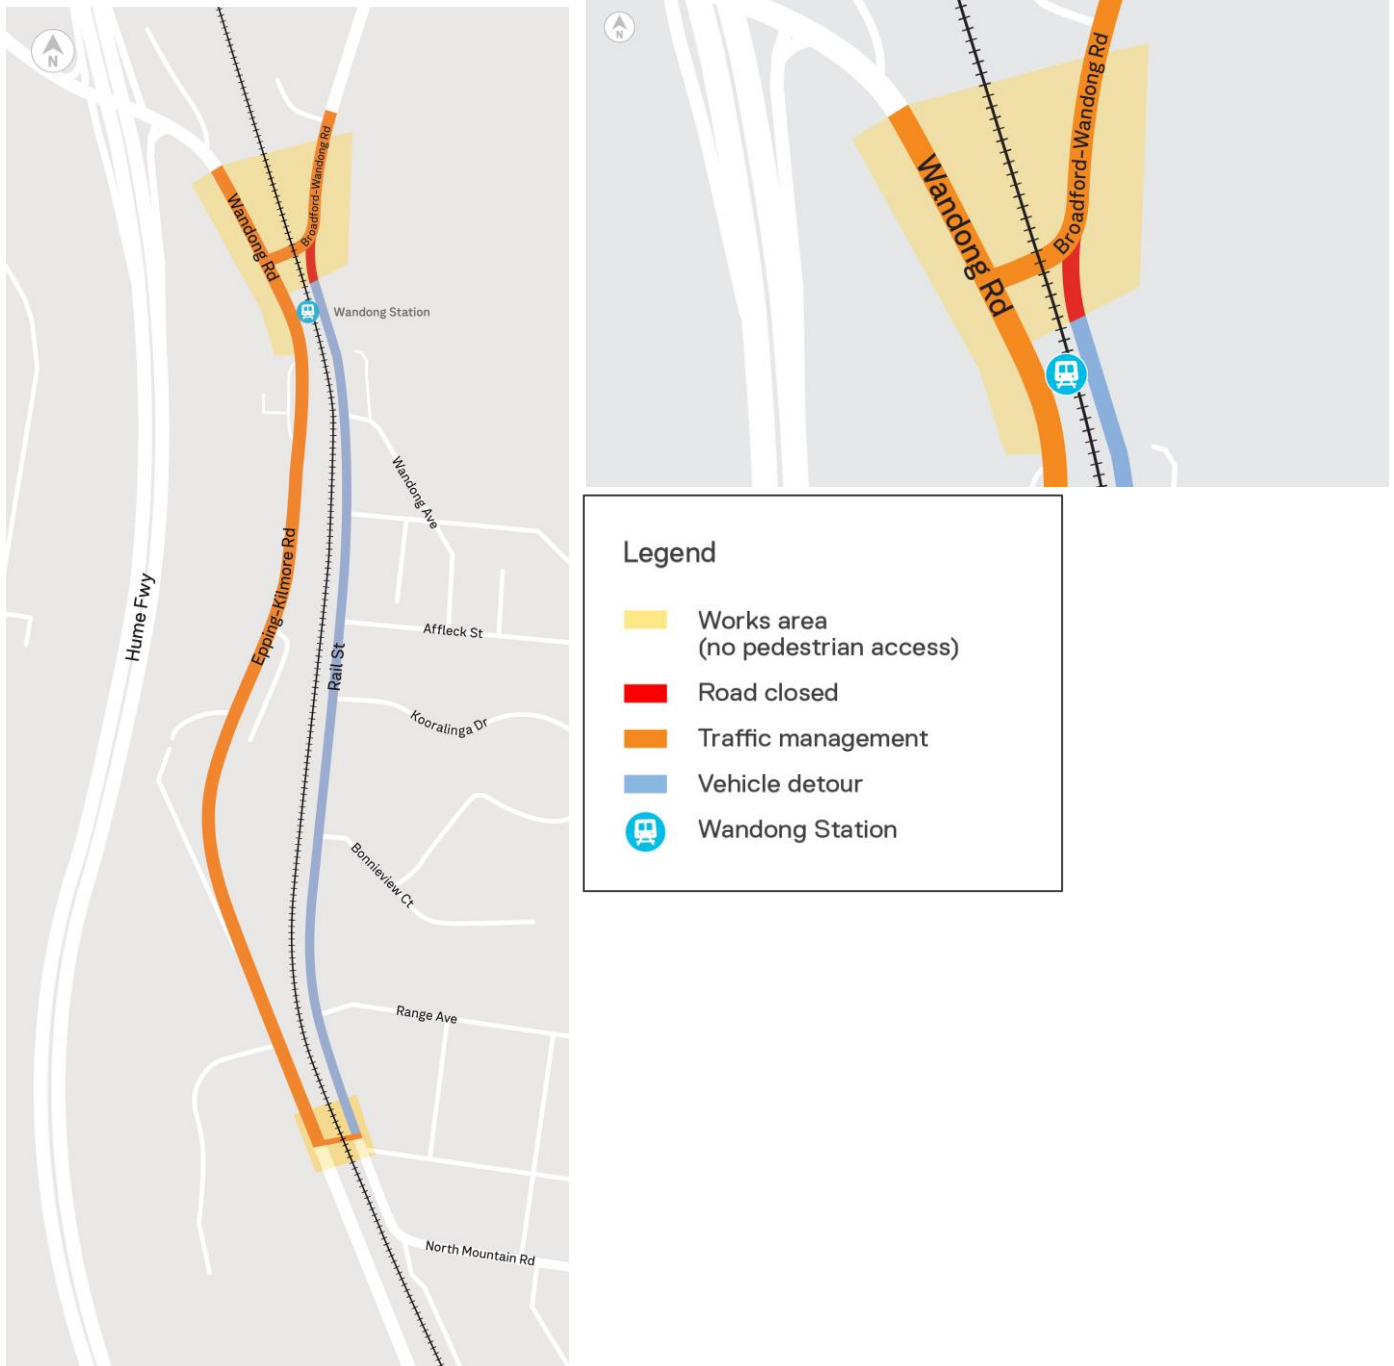 N
Broadford-Wandong Rd
Wandong Rd
Wandong Station
Wandong Ave
Epping-Kilmore Rd
Hume Fwy
Affleck St
Rail St
Kooralinga Dr
Bonnieview Ct
Range Ave
North Mountain Rd
N
Broadford-Wandong Rd
Wandong Rd
Legend
Works area
(no pedestrian access)
Road closed
Traffic management
Vehicle detour
Wandong Station